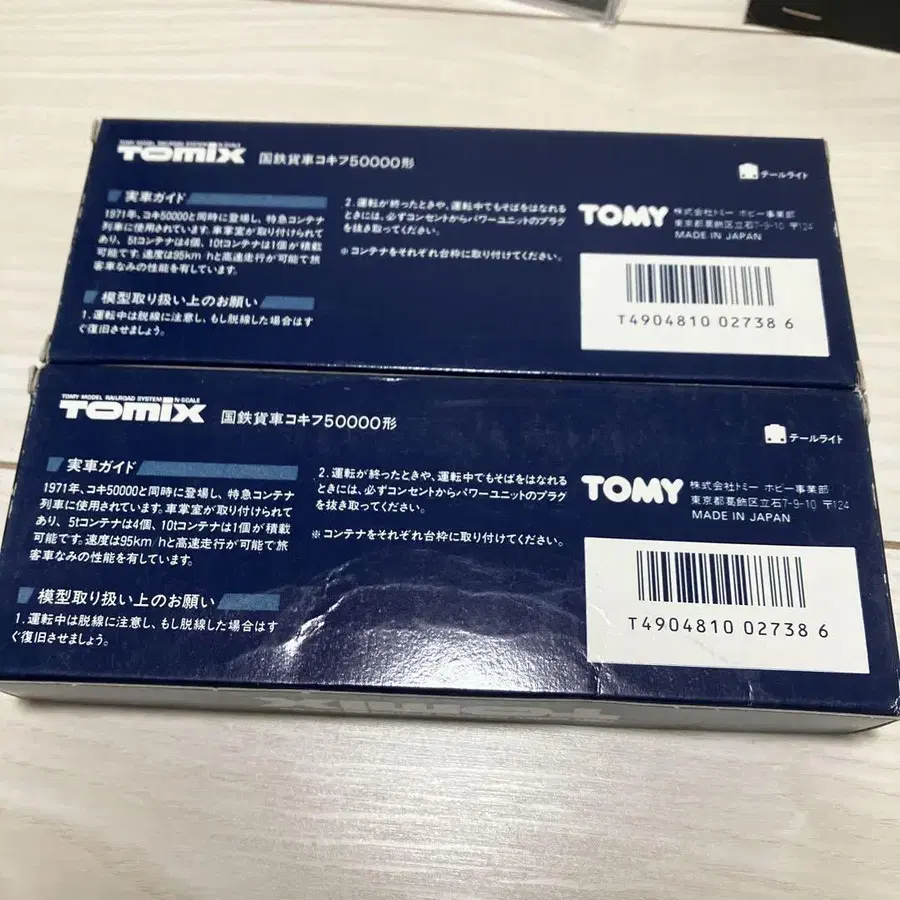 TOMY MODEL RAILROAD SYSTEM N-SCALE
TOMIX 国鉄貨車コキフ50000形
テールライト
実車ガイド
1971年、コキ50000と同時に登場し、特急コンテナ
列車に使用されています。車掌室が取り付けられて
あり、5tコンテナは4個、10tコンテナは1個が積載
可能です。速度は95km/hと高速走行が可能で旅
客車なみの性能を有しています。
模型取り扱い上のお願い
1.運転中は脱線に注意し、もし脱線した場合はす
ぐ復旧させましょう。
2.運転が終ったときや、運転中でもそばをはなれる
ときには、必ずコンセントからパワーユニットのプラグ
を抜き取ってください。
※コンテナをそれぞれ台枠に取り付けてください。
TOMY 株式会社トミー ホビー事業部
東京都葛飾区立石7-9-10 〒124
MADE IN JAPAN
T4904810 02738 6
TOMY MODEL RAILROAD SYSTEM N-SCALE
TOMIX 国鉄貨車コキフ50000形
テールライト
実車ガイド
1971年、コキ50000と同時に登場し、特急コンテナ
列車に使用されています。車掌室が取り付けられて
あり、5tコンテナは4個、10tコンテナは1個が積載
可能です。速度は95km/hと高速走行が可能で旅
客車なみの性能を有しています。
模型取り扱い上のお願い
1.運転中は脱線に注意し、もし脱線した場合はす
ぐ復旧させましょう。
2.運転が終ったときや、運転中でもそばをはなれる
ときには、必ずコンセントからパワーユニットのプラグ
を抜き取ってください。
※コンテナをそれぞれ台枠に取り付けてください。
TOMY 株式会社トミー ホビー事業部
東京都葛飾区立石7-9-10 〒124
MADE IN JAPAN
T4904810 02738 6
TOMIX